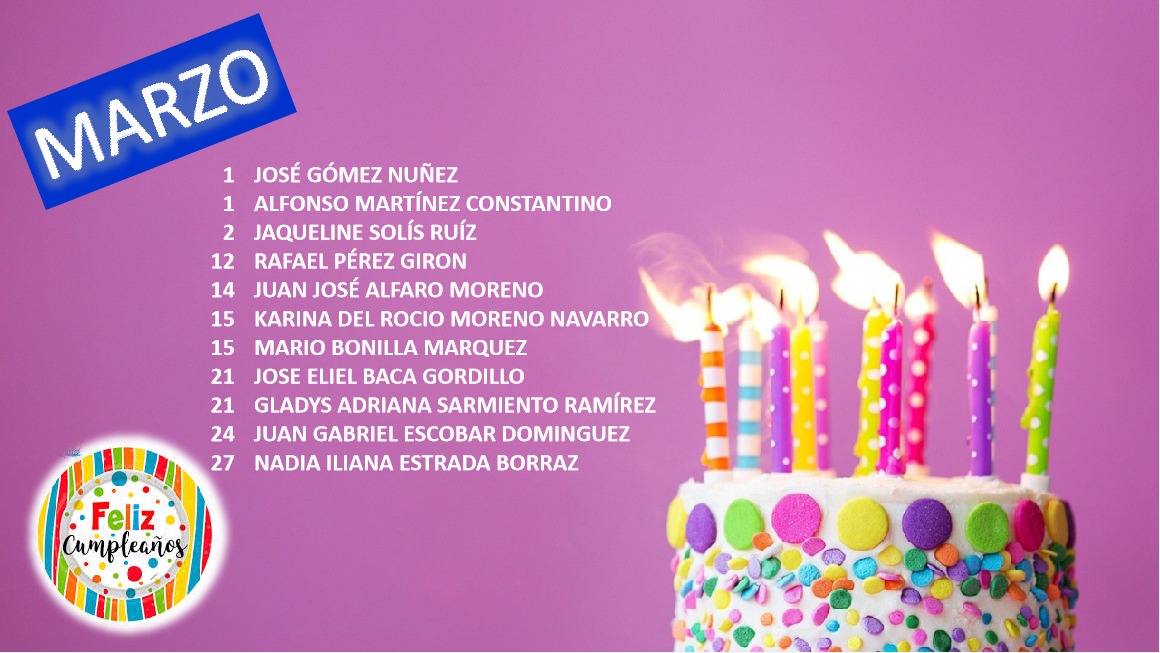 MARZO
1 JOSÉ GÓMEZ NUÑEZ
1 ALFONSO MARTÍNEZ CONSTANTINO
2 JAQUELINE SOLÍS RUÍZ
12 RAFAEL PÉREZ GIRON
14 JUAN JOSÉ ALFARO MORENO
15 KARINA DEL ROCIO MORENO NAVARRO
15 MARIO BONILLA MARQUEZ
21 JOSE ELIEL BACA GORDILLO
21 GLADYS ADRIANA SARMIENTO RAMÍREZ
24 JUAN GABRIEL ESCOBAR DOMINGUEZ
27 NADIA ILIANA ESTRADA BORRAZ
Feliz
Cumpleaños